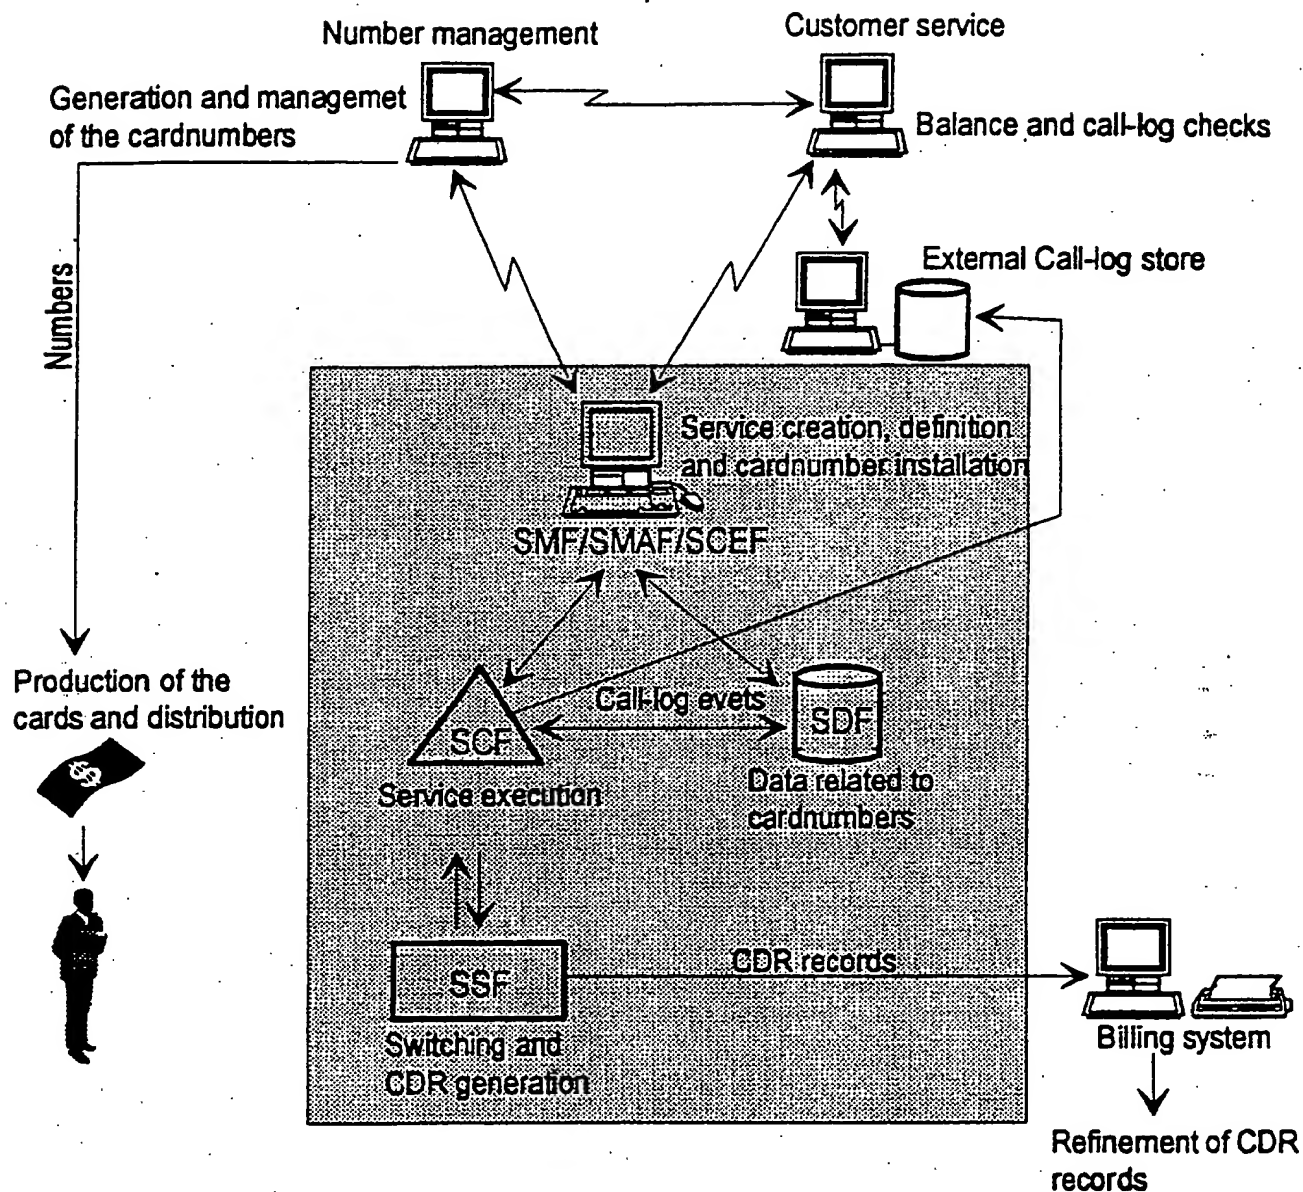 Number management
Customer service
Generation and managemet
of the cardnumbers
Balance and call-log checks
External Call-log store
Numbers
Service creation, definition
and cardnumber installation
SMF/SMAF/SCEF
Production of the
cards and distribution
$
Call-log evets
SCF
SDF
Service execution
Data related to
cardnumbers
CDR records
SSF
Switching and
CDR generation
Billing system
Refinement of CDR
records